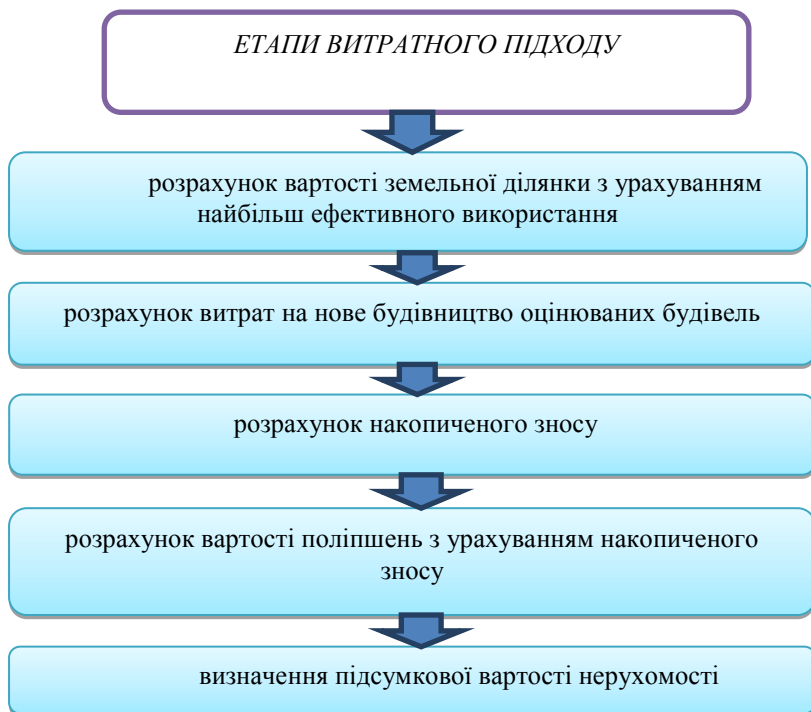 ЕТАПИ ВИТРАТНОГО ПІДХОДУ
розрахунок вартості земельної ділянки з урахуванням
найбільш ефективного використання
розрахунок витрат на нове будівництво оцінюваних будівель
розрахунок накопиченого зносу
розрахунок вартості поліпшень з урахуванням накопиченого
зносу
визначення підсумкової вартості нерухомості